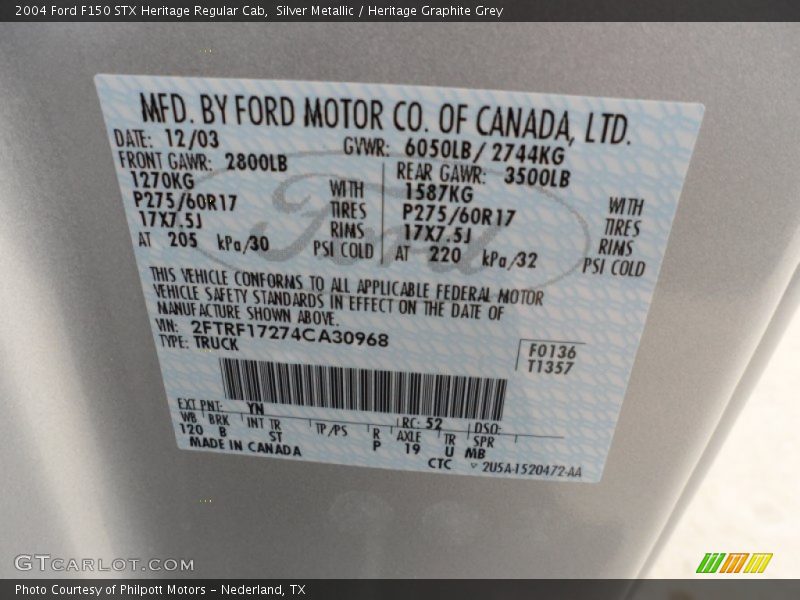 2004 Ford F150 STX Heritage Regular Cab,  Silver Metallic / Heritage Graphite Grey
MFD. BY FORD MOTOR CO. OF CANADA, LTD.
DATE: 12/03 GVWR: 6050LB/ 2744KG
FRONT GAWR: 2800LB REAR GAWR: 3500LB
1270KG WITH 1587KG WITH
P275/60R17 TIRES P275/60R17 TIRES
17X7.5J RIMS 17X7.5J RIMS
AT 205 kPa/30 PSI COLD AT 220 kPa/32 PSI COLD
Ford
THIS VEHICLE CONFORMS TO ALL APPLICABLE FEDERAL MOTOR
VEHICLE SAFETY STANDARDS IN EFFECT ON THE DATE OF
MANUFACTURE SHOWN ABOVE.
VIN: 2FTRF17274CA30968
TYPE: TRUCK
F0136
T1357
EXT PNT: YN RC: 52 DSO:
WB BRK INT TR TP/PS R AXLE TR SPR
120 B ST P 19 U MB
MADE IN CANADA CTC ▽ 2U5A-1520472-AA
GTCarlot.com
Photo Courtesy of Philpott Motors - Nederland, TX